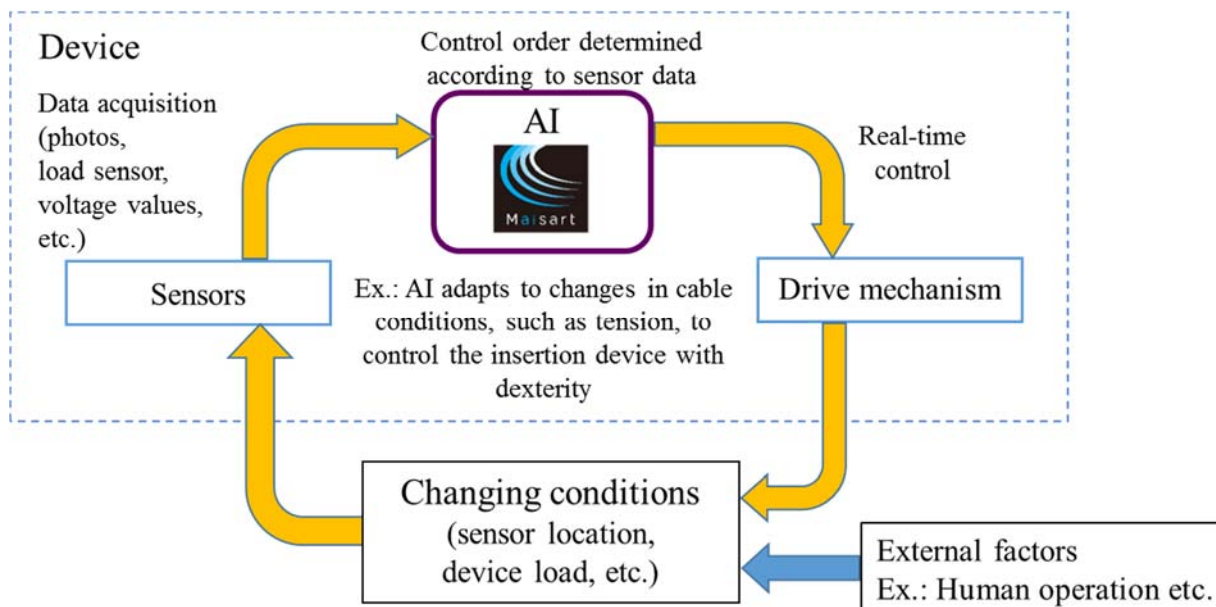 Device
Control order determined
according to sensor data
Data acquisition
(photos,
load sensor,
voltage values,
etc.)
AI
Maisart
Real-time
control
Sensors
Ex.: AI adapts to changes in cable
conditions, such as tension, to
control the insertion device with
dexterity
Drive mechanism
Changing conditions
(sensor location,
device load, etc.)
External factors
Ex.: Human operation etc.